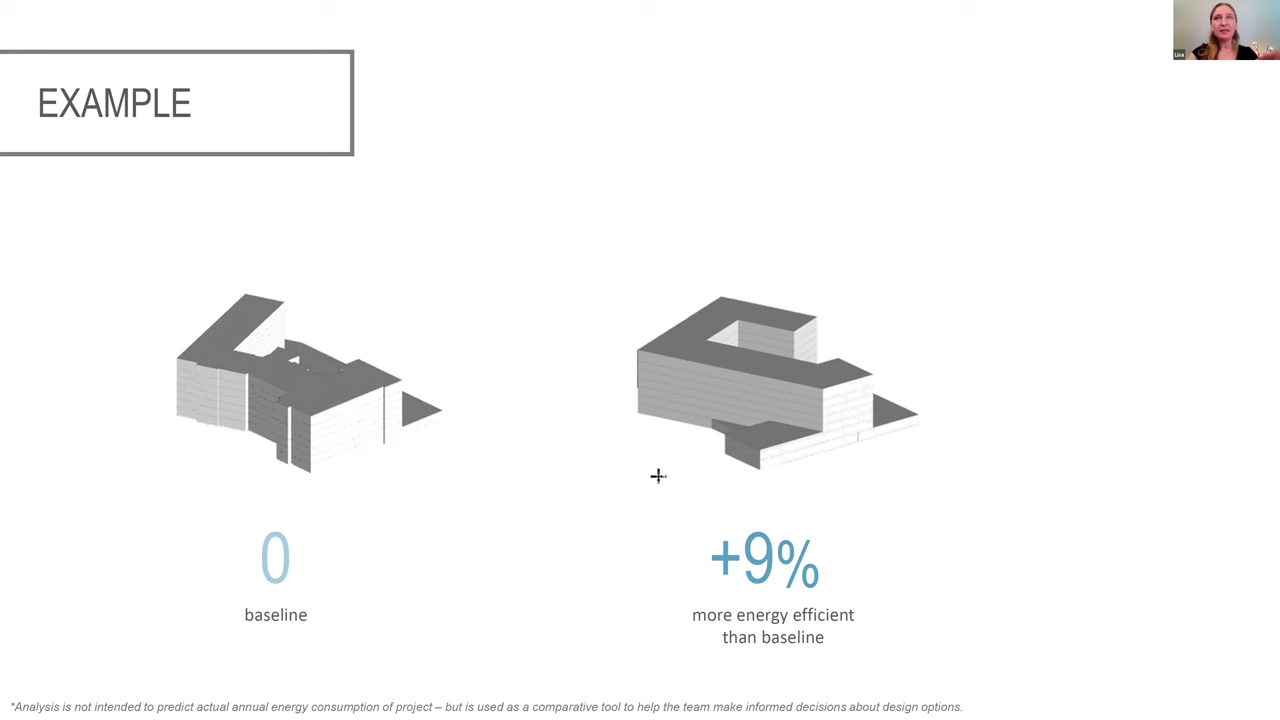 Lisa
EXAMPLE
0
baseline
+9%
more energy efficient
than baseline
*Analysis is not intended to predict actual annual energy consumption of project – but is used as a comparative tool to help the team make informed decisions about design options.